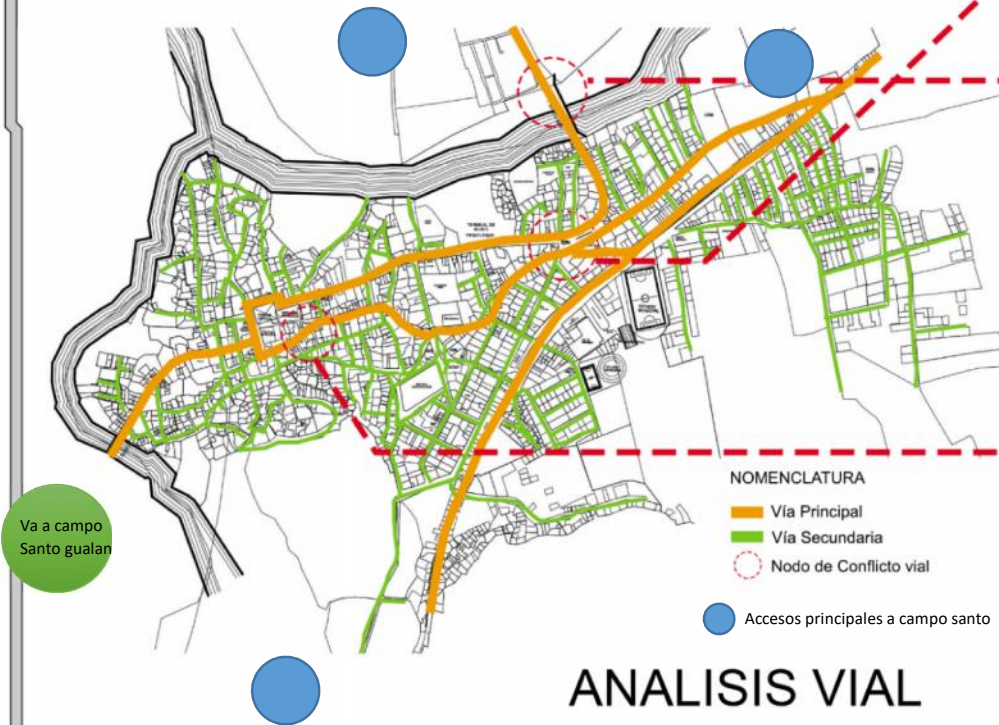 Va a campo
Santo gualan
NOMENCLATURA
Vía Principal
Vía Secundaria
Nodo de Conflicto vial
Accesos principales a campo santo
ANALISIS VIAL